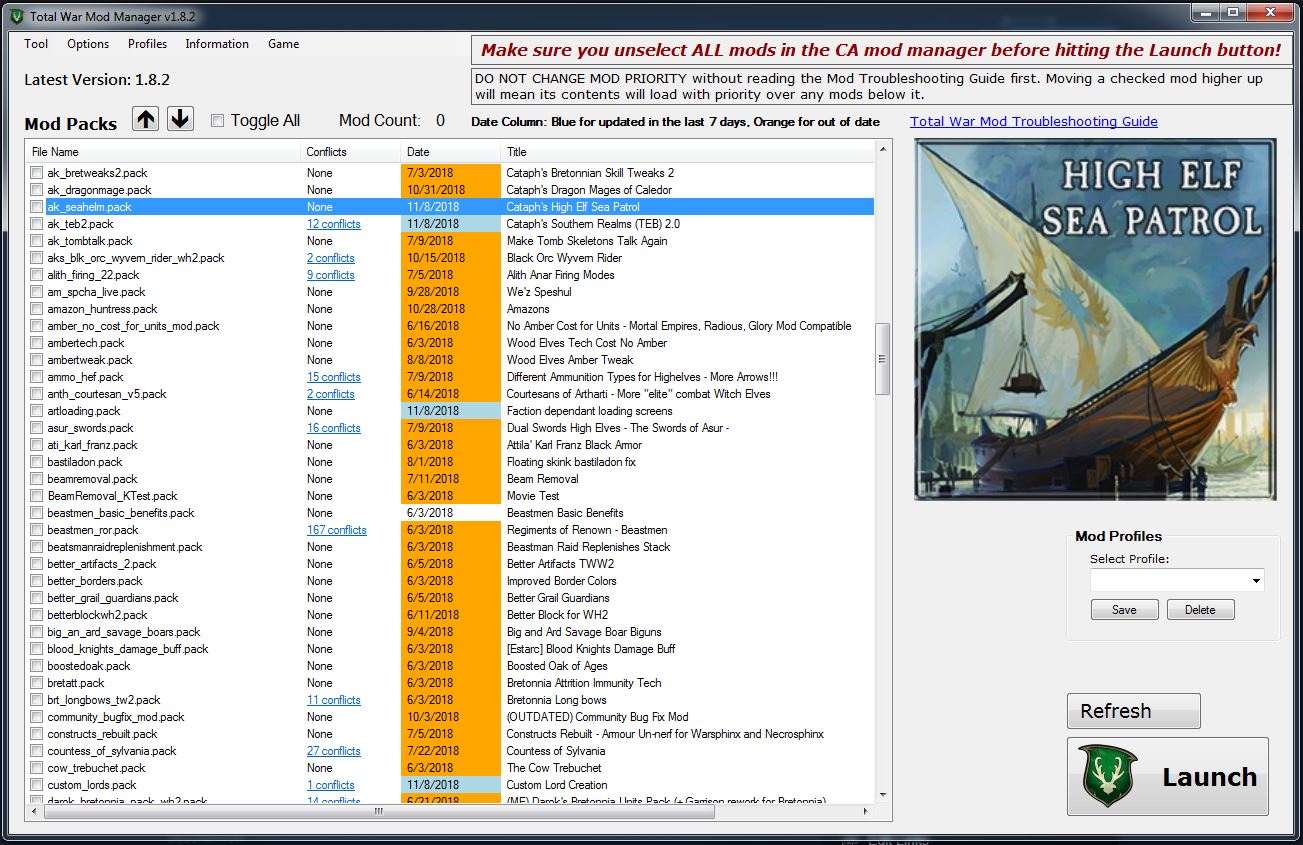 Total War Mod Manager v1.8.2
Tool Options Profiles Information Game
Make sure you unselect ALL mods in the CA mod manager before hitting the Launch button!
Latest Version: 1.8.2
DO NOT CHANGE MOD PRIORITY without reading the Mod Troubleshooting Guide first. Moving a checked mod higher up
will mean its contents will load with priority over any mods below it.
Mod Packs Toggle All Mod Count: 0 Date Column: Blue for updated in the last 7 days, Orange for out of date Total War Mod Troubleshooting Guide
File Name Conflicts Date Title
ak_bretweaks2.pack None 7/3/2018 Cataph's Bretonnian Skill Tweaks 2
ak_dragonmage.pack None 10/31/2018 Cataph's Dragon Mages of Caledor
ak_seahelm.pack None 11/8/2018 Cataph's High Elf Sea Patrol
ak_teb2.pack 12 conflicts 11/8/2018 Cataph's Southern Realms (TEB) 2.0
ak_tombtalk.pack None 7/9/2018 Make Tomb Skeletons Talk Again
aks_blk_orc_wyvern_rider_wh2.pack 2 conflicts 10/15/2018 Black Orc Wyvern Rider
alith_firing_22.pack 9 conflicts 7/5/2018 Alith Anar Firing Modes
am_spcha_live.pack None 9/28/2018 We'z Speshul
amazon_huntress.pack None 10/28/2018 Amazons
amber_no_cost_for_units_mod.pack None 6/16/2018 No Amber Cost for Units - Mortal Empires, Radious, Glory Mod Compatible
ambertech.pack None 6/3/2018 Wood Elves Tech Cost No Amber
ambertweak.pack None 8/8/2018 Wood Elves Amber Tweak
ammo_hef.pack 15 conflicts 7/9/2018 Different Ammunition Types for Highelves - More Arrows!!!
anth_courtesan_v5.pack 2 conflicts 6/14/2018 Courtesans of Artharti - More "elite" combat Witch Elves
artloading.pack None 11/8/2018 Faction dependant loading screens
asur_swords.pack 16 conflicts 7/9/2018 Dual Swords High Elves - The Swords of Asur -
ati_karl_franz.pack None 6/3/2018 Attila' Karl Franz Black Armor
bastiladon.pack None 8/1/2018 Floating skink bastiladon fix
beamremoval.pack None 7/11/2018 Beam Removal
BeamRemoval_KTest.pack None 6/3/2018 Movie Test
beastmen_basic_benefits.pack None 6/3/2018 Beastmen Basic Benefits
beastmen_ror.pack 167 conflicts 6/3/2018 Regiments of Renown - Beastmen
beatsmanraidreplenishment.pack None 6/3/2018 Beastman Raid Replenishes Stack
better_artifacts_2.pack None 6/5/2018 Better Artifacts TWW2
better_borders.pack None 6/3/2018 Improved Border Colors
better_grail_guardians.pack None 6/5/2018 Better Grail Guardians
betterblockwh2.pack None 6/11/2018 Better Block for WH2
big_an_ard_savage_boars.pack None 9/4/2018 Big and Ard Savage Boar Biguns
blood_knights_damage_buff.pack None 6/3/2018 [Estarc] Blood Knights Damage Buff
boostedoak.pack None 6/3/2018 Boosted Oak of Ages
bretatt.pack None 6/3/2018 Bretonnia Attrition Immunity Tech
brt_longbows_tw2.pack 11 conflicts 6/3/2018 Bretonnia Long bows
community_bugfix_mod.pack None 10/3/2018 (OUTDATED) Community Bug Fix Mod
constructs_rebuilt.pack None 7/5/2018 Constructs Rebuilt - Armour Un-nerf for Warsphinx and Necrosphinx
countess_of_sylvania.pack 27 conflicts 7/22/2018 Countess of Sylvania
cow_trebuchet.pack None 6/3/2018 The Cow Trebuchet
custom_lords.pack 1 conflicts 11/8/2018 Custom Lord Creation
darok_bretonnia_pack_wh2.pack 14 conflicts 6/21/2018 (ME) Darok's Bretonnia Units Pack (+ Garrison rework for Bretonnia)
HIGH ELF
SEA PATROL
Mod Profiles
Select Profile:
Save Delete
Refresh
Launch